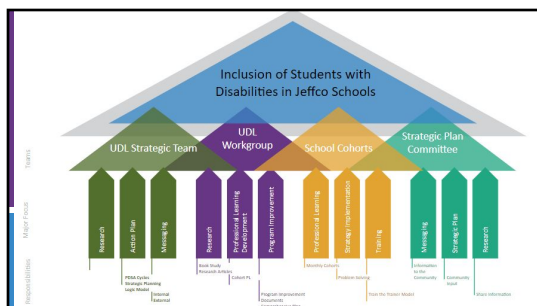 Inclusion of Students with
Disabilities in Jeffco Schools
UDL Strategic Team
UDL
Workgroup
School Cohorts
Strategic Plan
Committee
Teams
Major Focus
Responsibilities
Research
Action Plan
Messaging
Research
Professional Learning
Development
Program Improvement
Professional Learning
Strategy Implementation
Training
Messaging
Strategic Plan
Research
PDSA Cycles
Strategic Planning
Logic Model
Internal
External
Book Study
Research Articles
Cohort PL
Program Improvement
Documents
Monthly Cohorts
Problem Solving
Train the Trainer Model
Information
to the
Community
Community
Input
Share Information